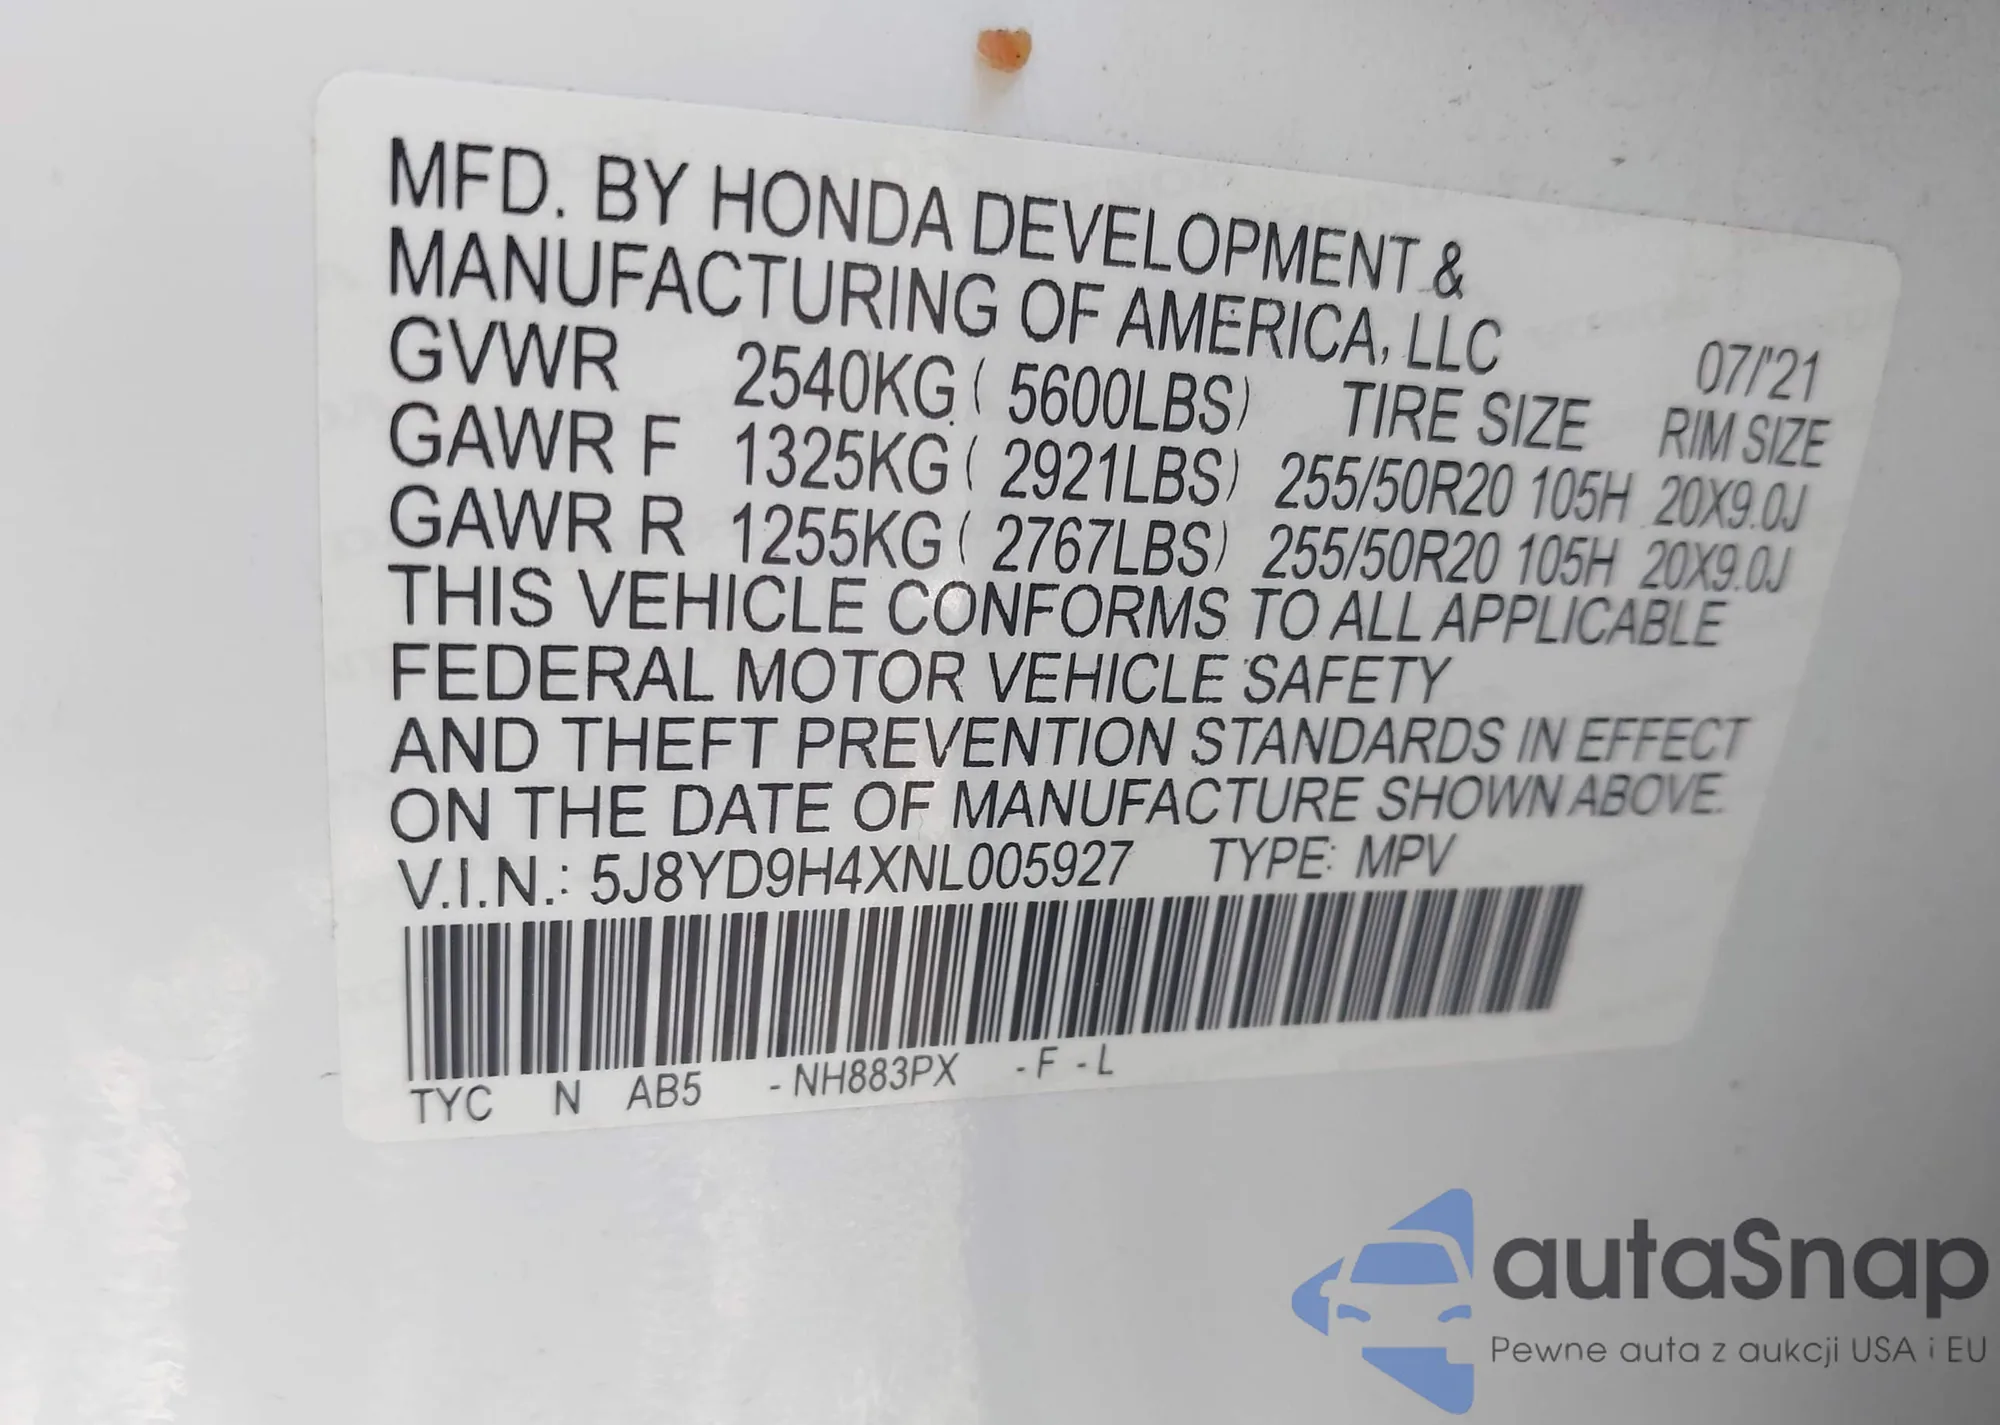 MFD. BY HONDA DEVELOPMENT &
MANUFACTURING OF AMERICA, LLC 07/'21
GVWR 2540KG ( 5600LBS) TIRE SIZE RIM SIZE
GAWR F 1325KG ( 2921LBS) 255/50R20 105H 20X9.0J
GAWR R 1255KG ( 2767LBS) 255/50R20 105H 20X9.0J
THIS VEHICLE CONFORMS TO ALL APPLICABLE
FEDERAL MOTOR VEHICLE SAFETY
AND THEFT PREVENTION STANDARDS IN EFFECT
ON THE DATE OF MANUFACTURE SHOWN ABOVE.
V.I.N.: 5J8YD9H4XNL005927 TYPE: MPV
TYC N AB5 - NH883PX - F - L
autaSnap
Pewne auta z aukcji USA i EU